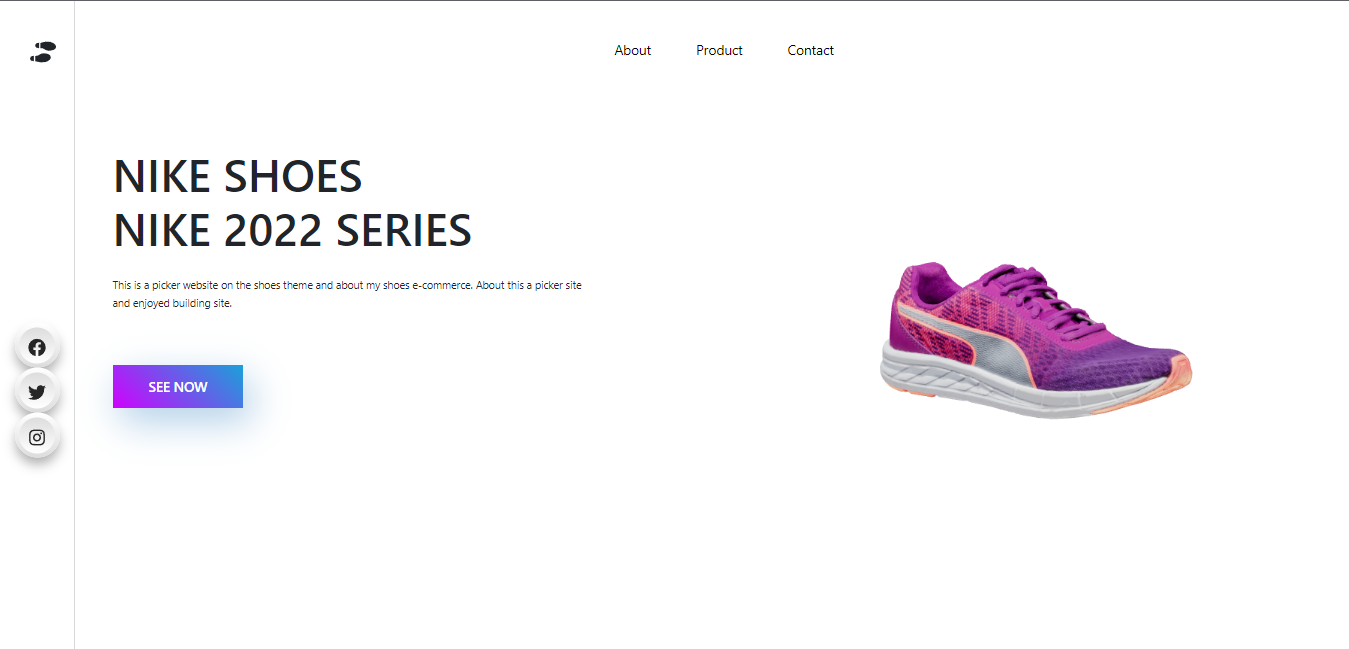 About
Product
Contact
NIKE SHOES
NIKE 2022 SERIES
This is a picker website on the shoes theme and about my shoes e-commerce. About this a picker site
and enjoyed building site.
SEE NOW